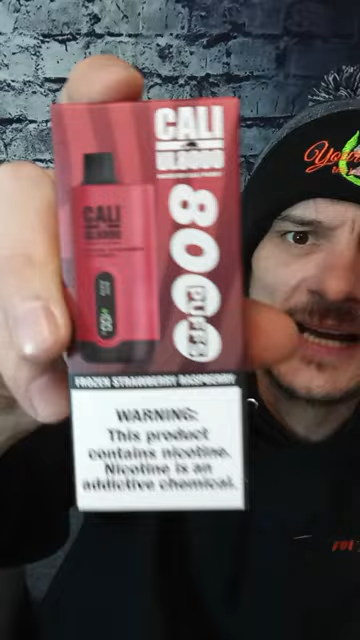 CALI
UL8000
8000
PUFFS
CALI
UL8000
FROZEN STRAWBERRY RASPBERRY
WARNING:
This product
contains nicotine.
Nicotine is an
addictive chemical.